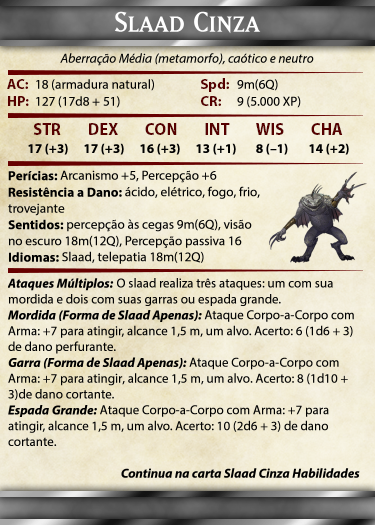 Slaad Cinza
Aberração Média (metamorfo), caótico e neutro
AC: 18 (armadura natural) Spd: 9m(6Q)
HP: 127 (17d8 + 51) CR: 9 (5.000 XP)
STR DEX CON INT WIS CHA
17 (+3) 17 (+3) 16 (+3) 13 (+1) 8 (–1) 14 (+2)
Perícias: Arcanismo +5, Percepção +6
Resistência a Dano: ácido, elétrico, fogo, frio,
trovejante
Sentidos: percepção às cegas 9m(6Q), visão
no escuro 18m(12Q), Percepção passiva 16
Idiomas: Slaad, telepatia 18m(12Q)
Ataques Múltiplos: O slaad realiza três ataques: um com sua
mordida e dois com suas garras ou espada grande.
Mordida (Forma de Slaad Apenas): Ataque Corpo-a-Corpo com
Arma: +7 para atingir, alcance 1,5 m, um alvo. Acerto: 6 (1d6 + 3)
de dano perfurante.
Garra (Forma de Slaad Apenas): Ataque Corpo-a-Corpo com
Arma: +7 para atingir, alcance 1,5 m, um alvo. Acerto: 8 (1d10 +
3)de dano cortante.
Espada Grande: Ataque Corpo-a-Corpo com Arma: +7 para
atingir, alcance 1,5 m, um alvo. Acerto: 10 (2d6 + 3) de dano
cortante.
Continua na carta Slaad Cinza Habilidades